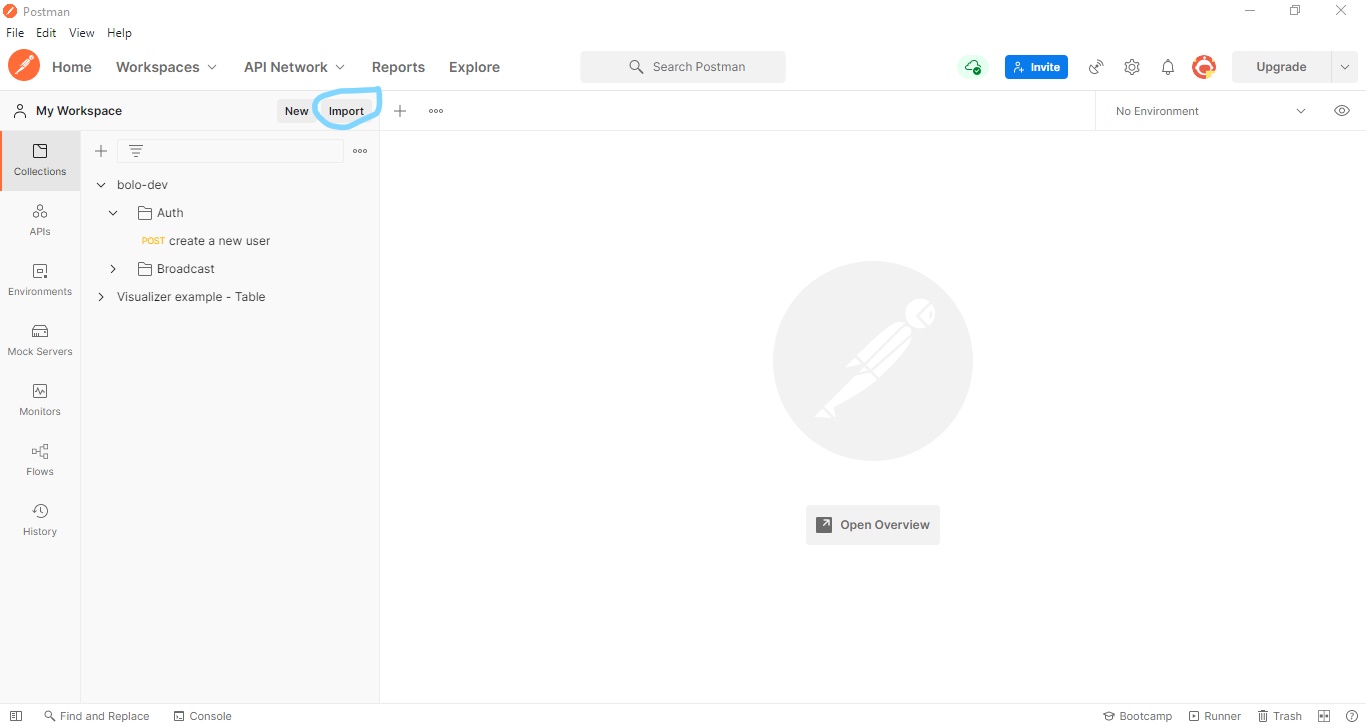 Postman
File Edit View Help
Home Workspaces API Network Reports Explore Search Postman Invite Upgrade
My Workspace New Import No Environment
Collections
APIs
Environments
Mock Servers
Monitors
Flows
History
bolo-dev
Auth
POST create a new user
Broadcast
Visualizer example - Table
Open Overview
Find and Replace Console Bootcamp Runner Trash